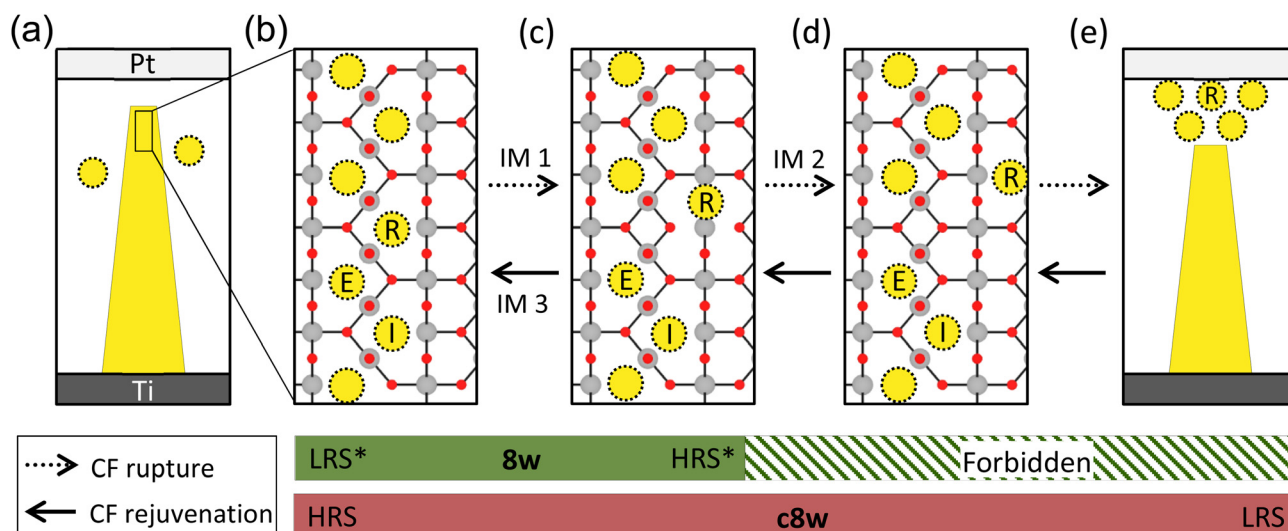 (a)
(b)
(c)
(d)
(e)
Pt
R
IM 1
IM 2
R
R
R
E
E
E
IM 3
I
I
I
Ti
CF rupture
CF rejuvenation
LRS* 8w HRS* Forbidden
HRS c8w LRS